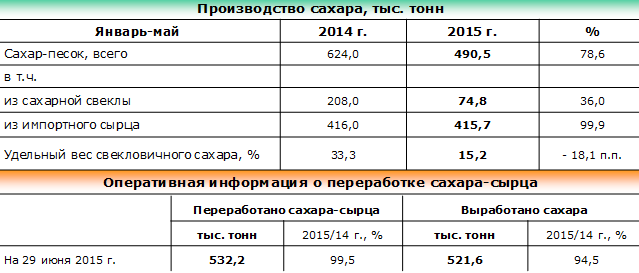 Производство сахара, тыс. тонн
Январь-май 2014 г. 2015 г. %
Сахар-песок, всего 624,0 490,5 78,6
в т.ч.
из сахарной свеклы 208,0 74,8 36,0
из импортного сырца 416,0 415,7 99,9
Удельный вес свекловичного сахара, % 33,3 15,2 - 18,1 п.п.
Оперативная информация о переработке сахара-сырца
Переработано сахара-сырца Выработано сахара
тыс. тонн 2015/14 г., % тыс. тонн 2015/14 г., %
На 29 июня 2015 г. 532,2 99,5 521,6 94,5